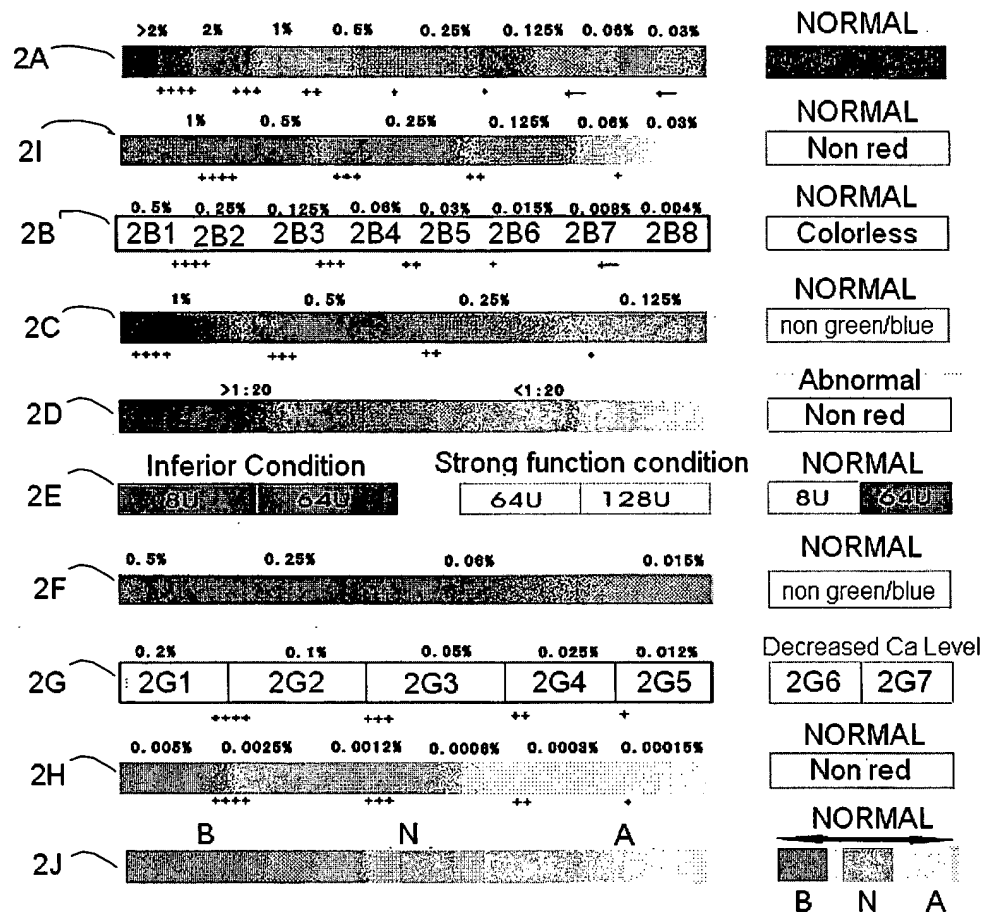 >2% 2% 1% 0.5% 0.25% 0.125% 0.06% 0.03% NORMAL
2A
++++ +++ ++ + + +— +—
1% 0.5% 0.25% 0.125% 0.06% 0.03% NORMAL
2I Non red
++++ +++ ++ +
0.5% 0.25% 0.125% 0.06% 0.03% 0.015% 0.008% 0.004% NORMAL
2B 2B1 2B2 2B3 2B4 2B5 2B6 2B7 2B8 Colorless
++++ +++ ++ + +—
1% 0.5% 0.25% 0.125% NORMAL
2C non green/blue
++++ +++ ++ +
>1:20 <1:20 Abnormal
2D Non red
Inferior Condition Strong function condition NORMAL
2E 8U 64U 64U 128U 8U 64U
0.5% 0.25% 0.06% 0.015% NORMAL
2F non green/blue
0.2% 0.1% 0.05% 0.025% 0.012% Decreased Ca Level
2G 2G1 2G2 2G3 2G4 2G5 2G6 2G7
++++ +++ ++ +
0.005% 0.0025% 0.0012% 0.0006% 0.0003% 0.00015% NORMAL
2H Non red
++++ +++ ++ +
B N A NORMAL
2J
B N A